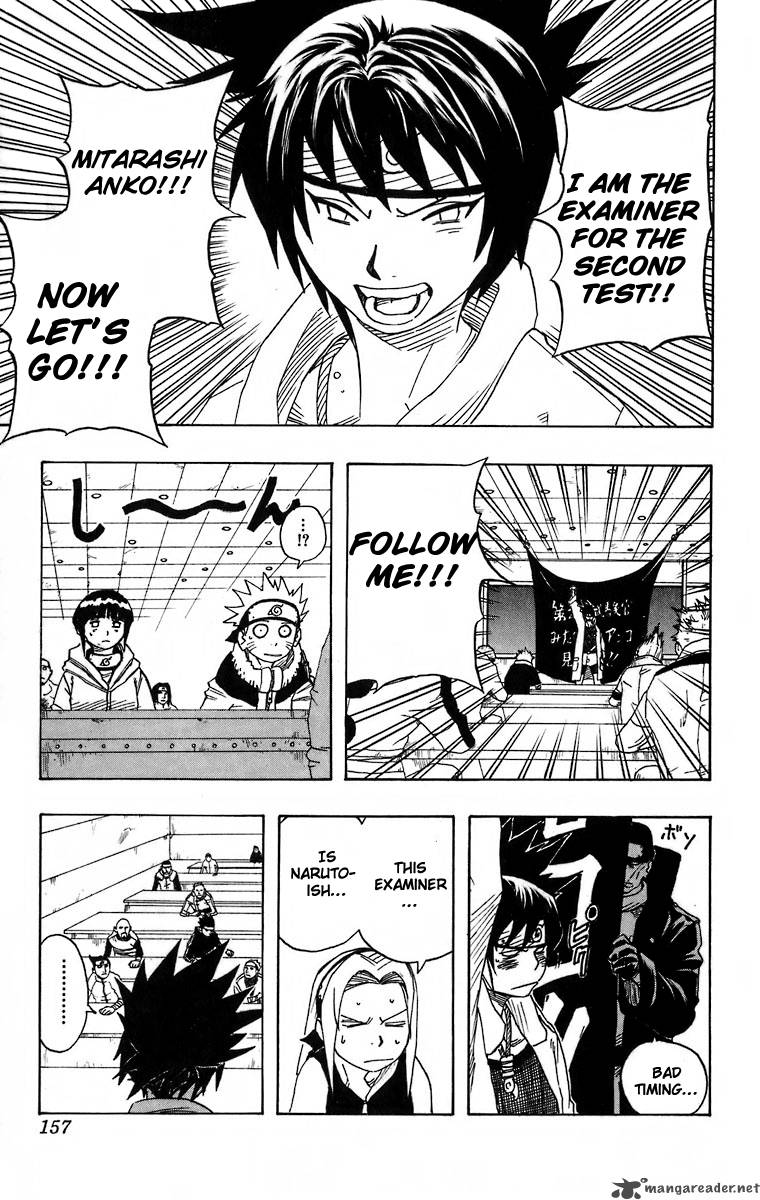 I AM THE
EXAMINER
FOR THE
SECOND
TEST!!
MITARASHI
ANKO!!!
NOW
LET'S
GO!!!
FOLLOW
ME!!!
し〜〜ん
......
!?
ボソ
BAD
TIMING...
THIS
EXAMINER
...
IS
NARUTO-
ISH...
.........
157
mangareader.net